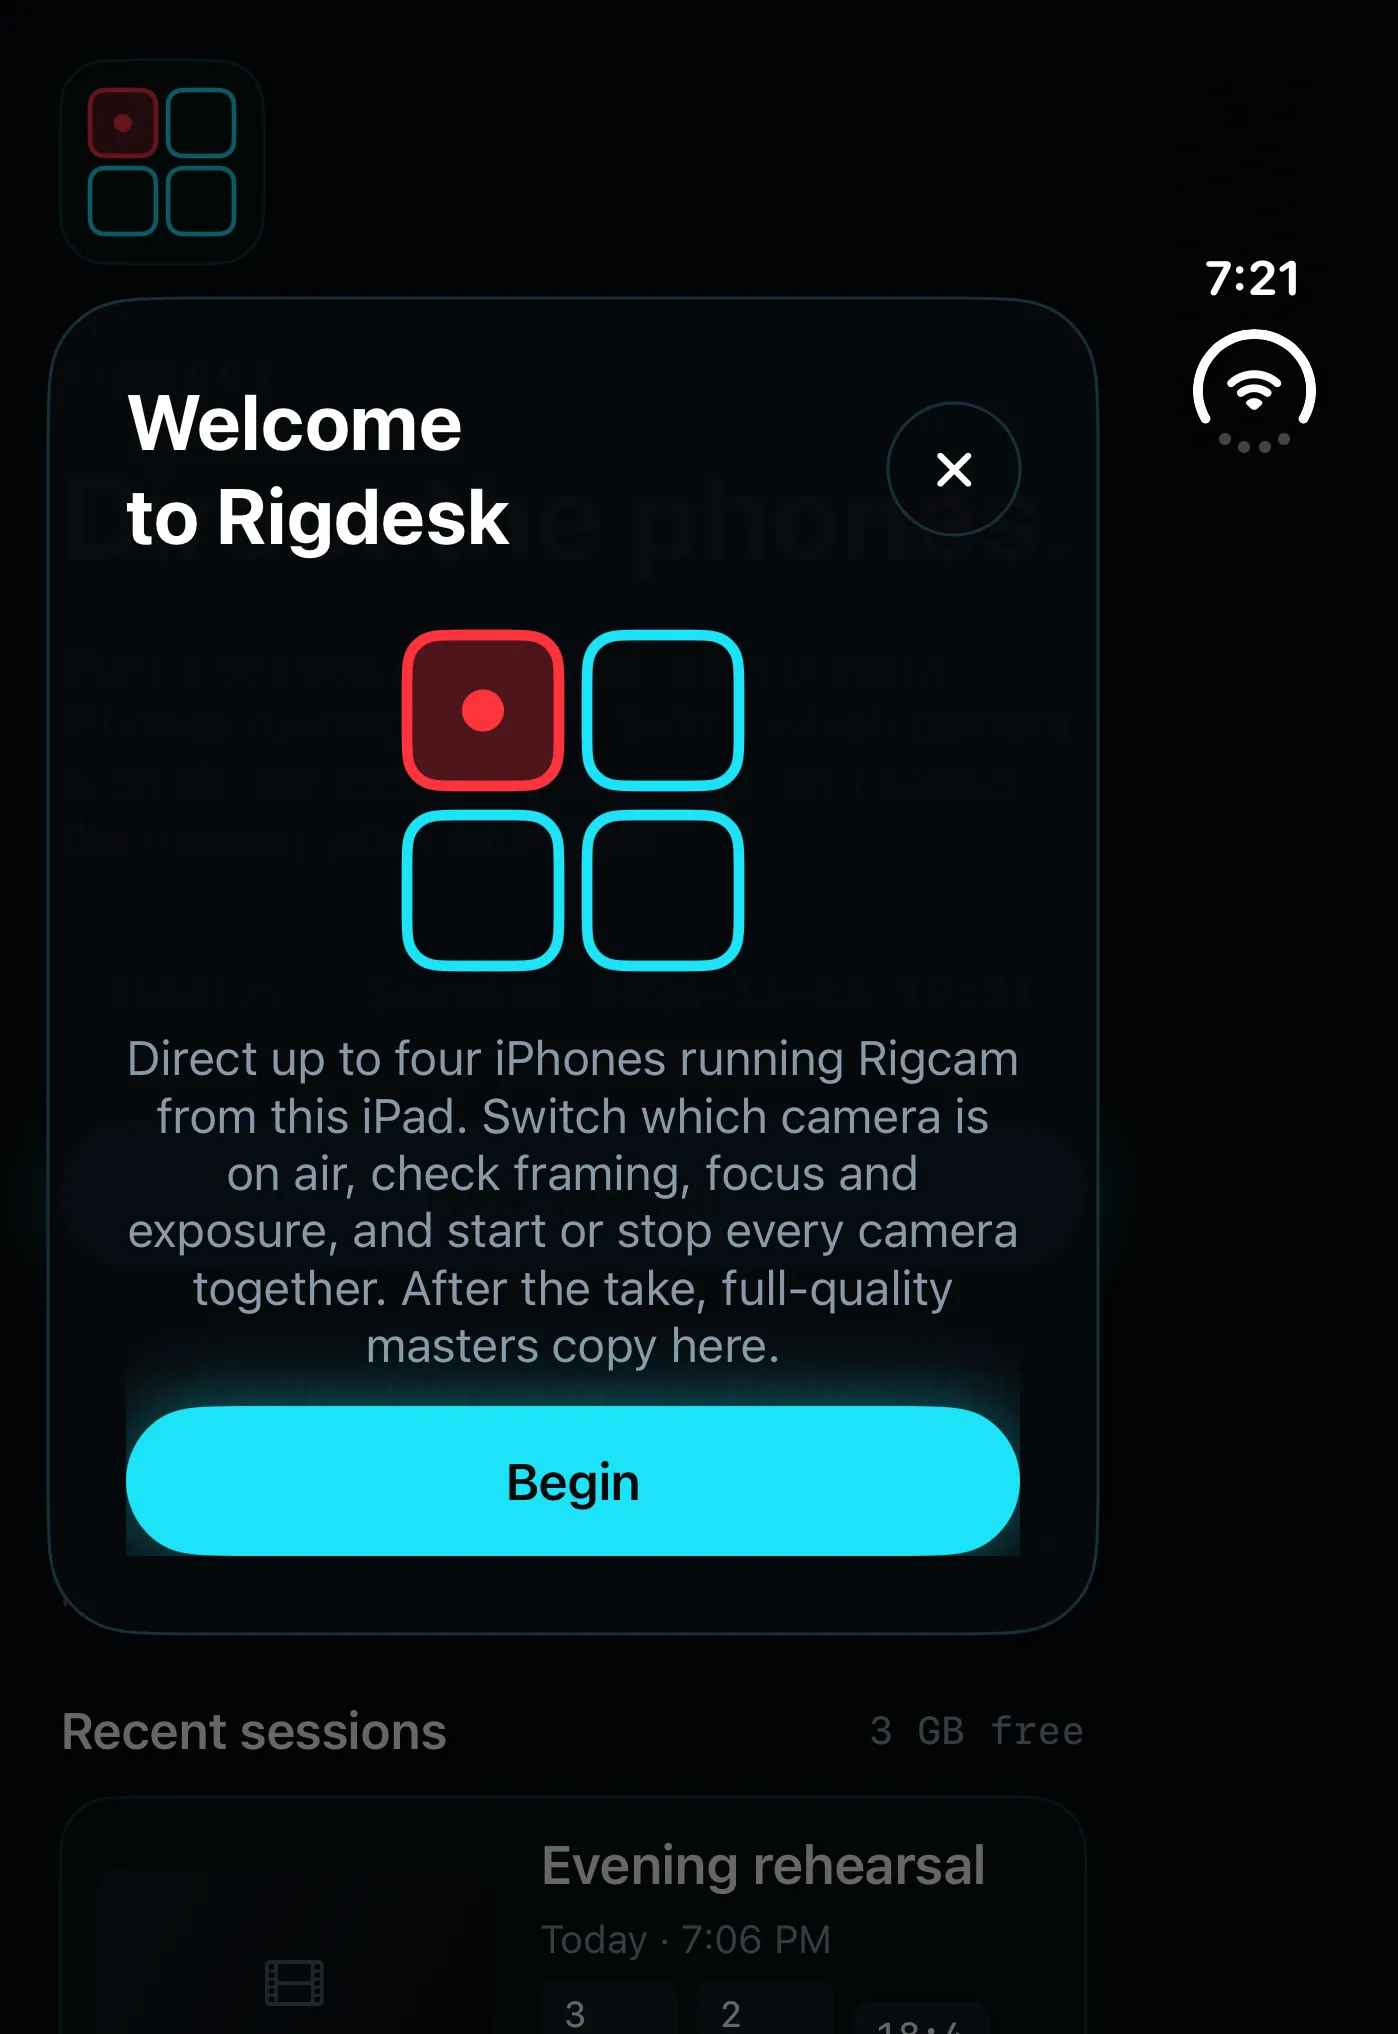 7:21
Welcome
to Rigdesk
Direct up to four iPhones running Rigcam
from this iPad. Switch which camera is
on air, check framing, focus and
exposure, and start or stop every camera
together. After the take, full-quality
masters copy here.
Begin
Recent sessions
3 GB free
Evening rehearsal
Today · 7:06 PM
3
2